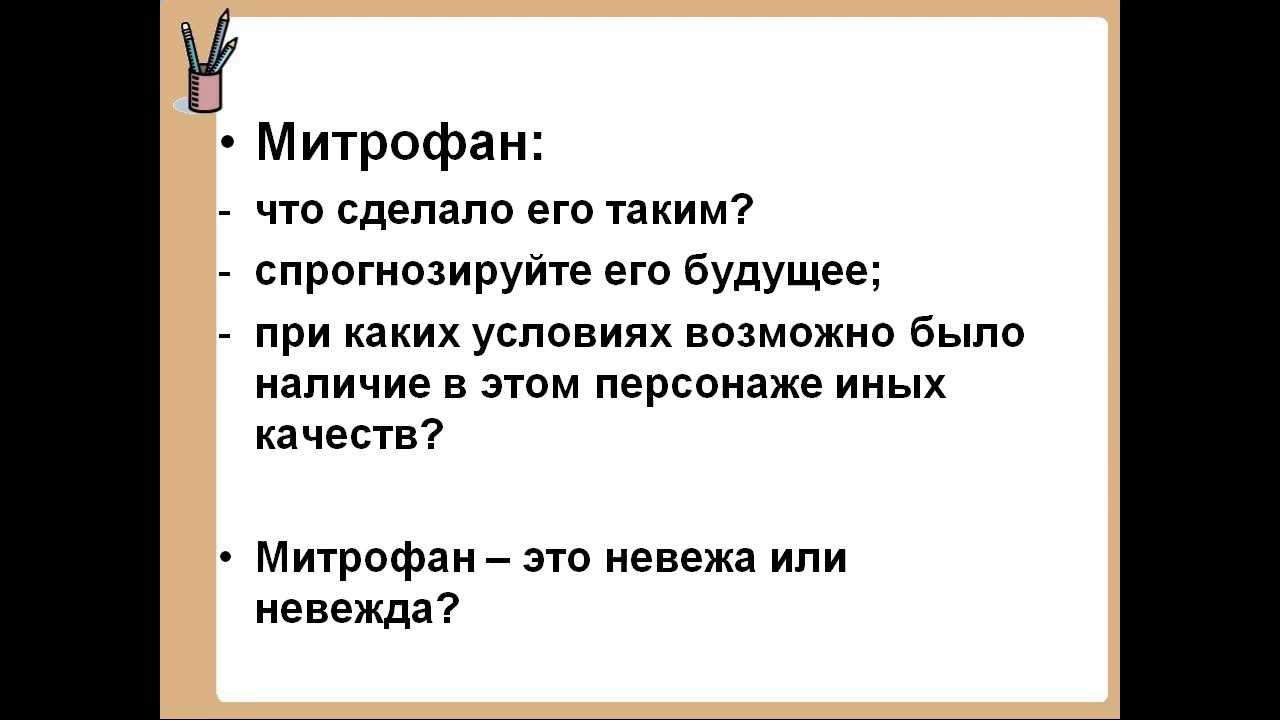 • Митрофан:
- что сделало его таким?
- спрогнозируйте его будущее;
- при каких условиях возможно было
наличие в этом персонаже иных
качеств?
• Митрофан – это невежа или
невежда?